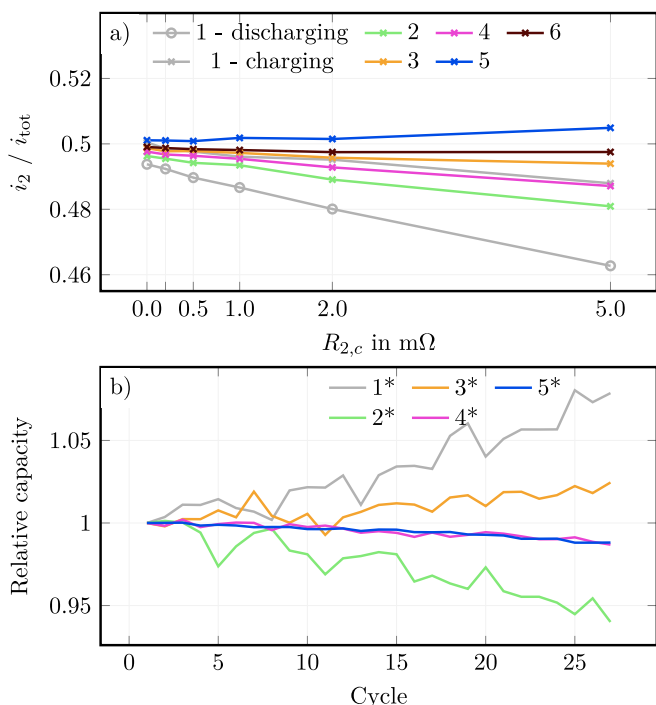 a) 1 - discharging 2 4 6
1 - charging 3 5
0.52
0.5
0.48
0.46
i₂ / i_tot
0.0 0.5 1.0 2.0 5.0
R₂,c in mΩ
b) 1* 3* 5*
2* 4*
1.05
1
0.95
Relative capacity
0 5 10 15 20 25
Cycle